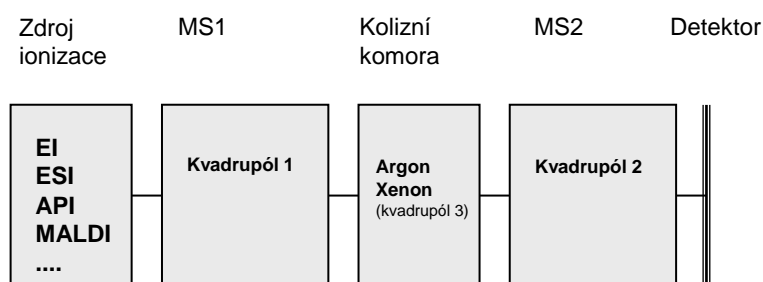 Zdroj
ionizace
MS1
Kolizní
komora
MS2
Detektor
EI
ESI
API
MALDI
....
Kvadrupól 1
Argon
Xenon
(kvadrupól 3)
Kvadrupól 2